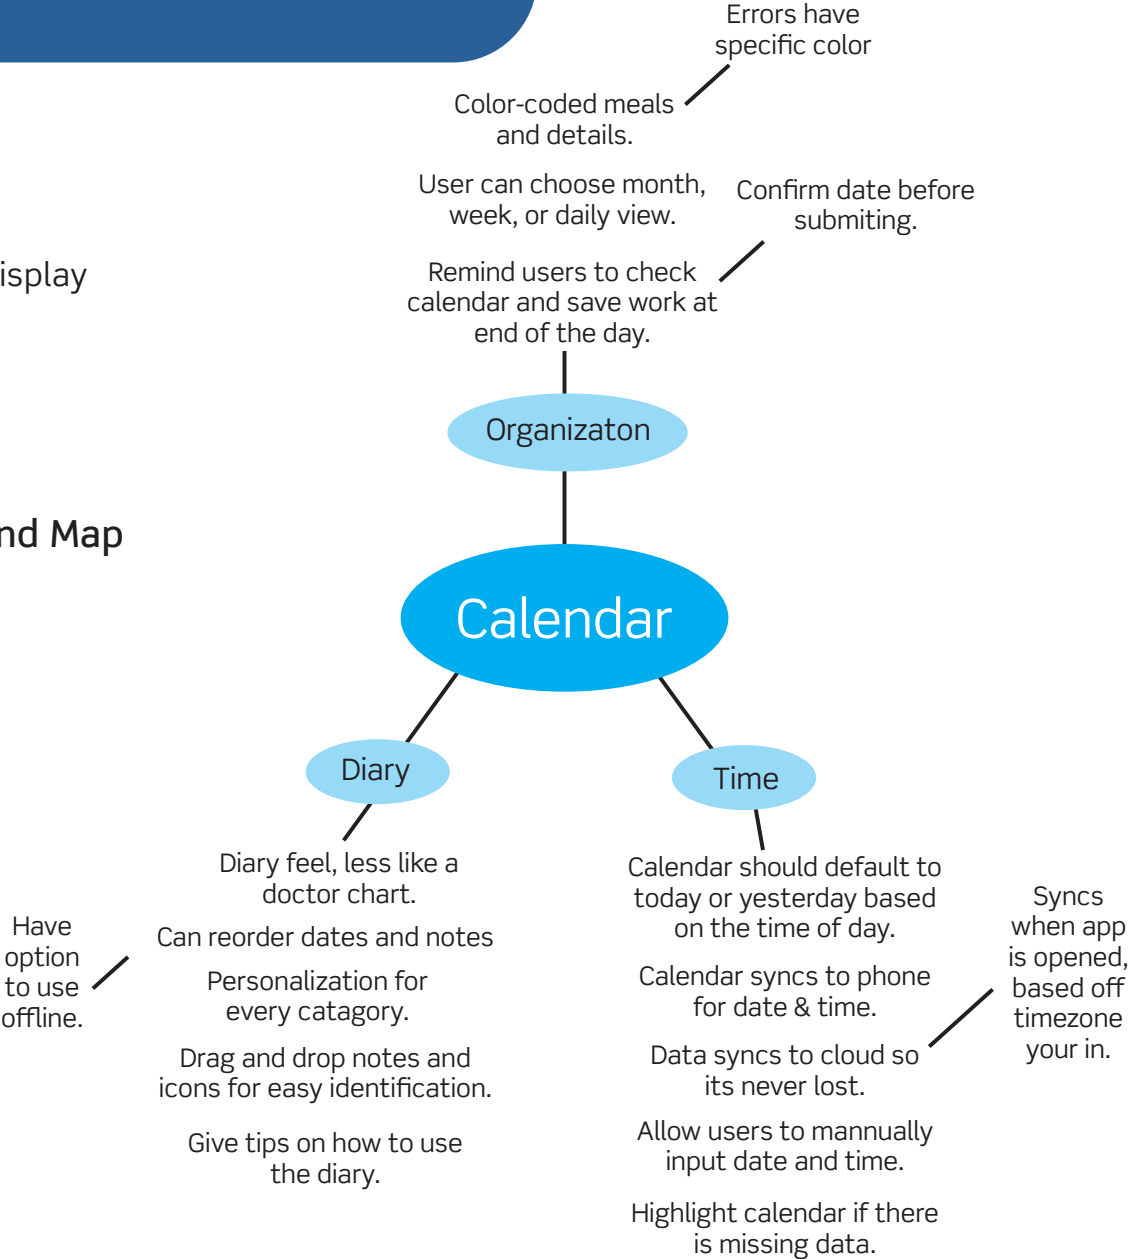 Errors have
specific color
Color-coded meals
and details.
User can choose month,
week, or daily view.
Confirm date before
submiting.
isplay
Remind users to check
calendar and save work at
end of the day.
Organizaton
nd Map
Calendar
Diary
Time
Diary feel, less like a
doctor chart.
Can reorder dates and notes
Have
option
to use
offline.
Personalization for
every catagory.
Drag and drop notes and
icons for easy identification.
Give tips on how to use
the diary.
Calendar should default to
today or yesterday based
on the time of day.
Calendar syncs to phone
for date & time.
Data syncs to cloud so
its never lost.
Syncs
when app
is opened,
based off
timezone
your in.
Allow users to mannually
input date and time.
Highlight calendar if there
is missing data.